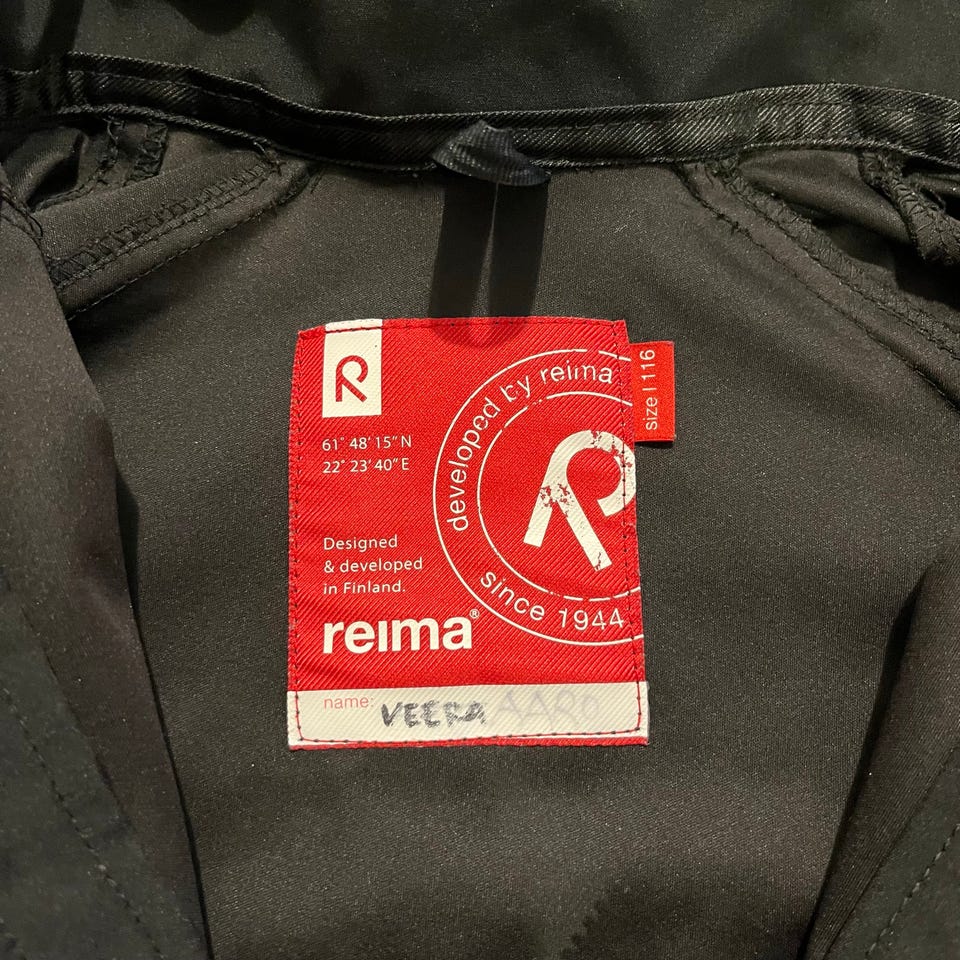 R
61° 48' 15" N
22° 23' 40" E
developed by reima
since 1944
size | 116
Designed
& developed
in Finland.
reima®
name: VEERA AARO